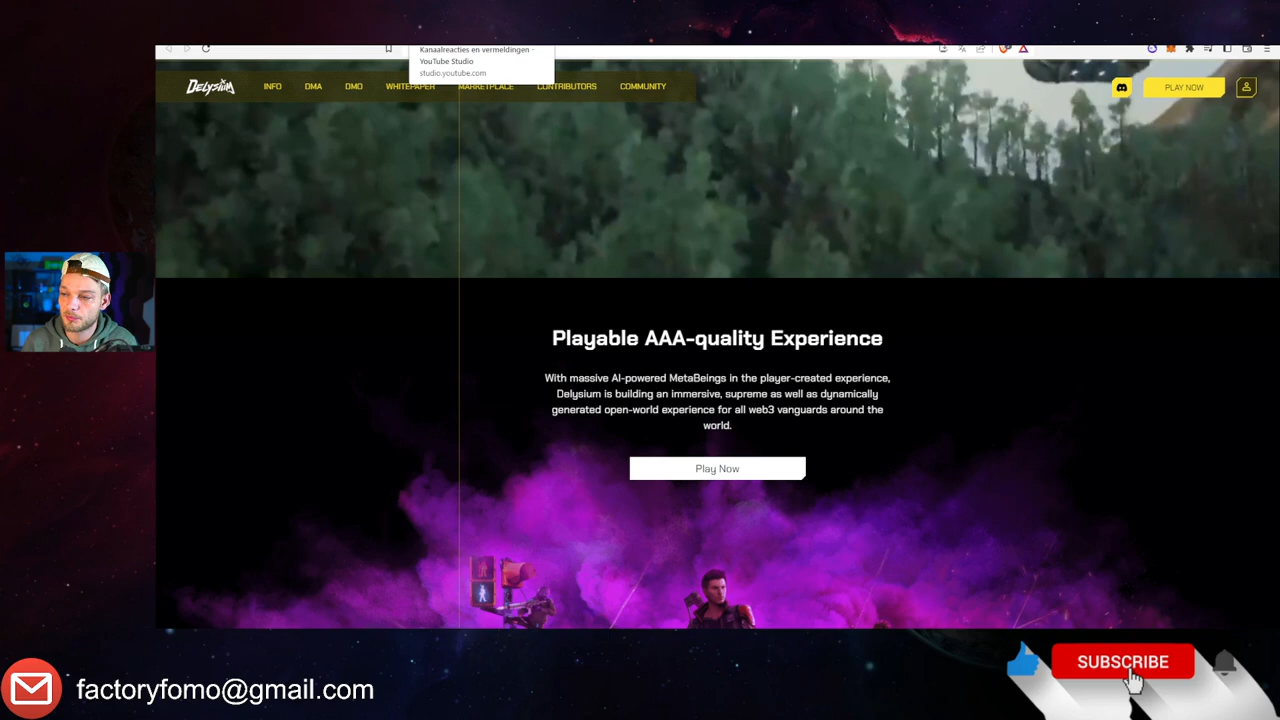 Kanaalreacties en vermeldingen -
YouTube Studio
studio.youtube.com
DELYSIUM
INFO
DMA
DMO
WHITEPAPER
MARKETPLACE
CONTRIBUTORS
COMMUNITY
PLAY NOW
Playable AAA-quality Experience
With massive AI-powered MetaBeings in the player-created experience,
Delysium is building an immersive, supreme as well as dynamically
generated open-world experience for all web3 vanguards around the
world.
Play Now
SUBSCRIBE
factoryfomo@gmail.com